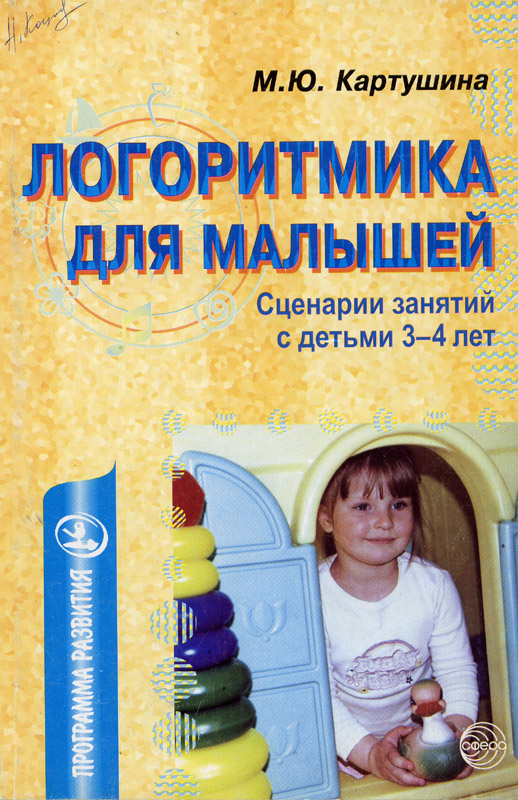 М.Ю. Картушина
ЛОГОРИТМИКА
ДЛЯ МАЛЫШЕЙ
Сценарии занятий
с детьми 3–4 лет
ПРОГРАММА РАЗВИТИЯ
сфера